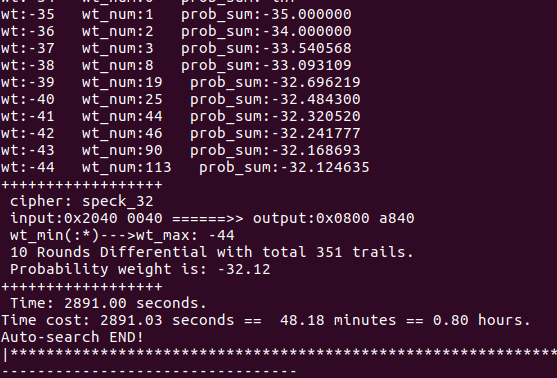 wt:-35 wt_num:1 prob_sum:-35.000000
wt:-36 wt_num:2 prob_sum:-34.000000
wt:-37 wt_num:3 prob_sum:-33.540568
wt:-38 wt_num:8 prob_sum:-33.093109
wt:-39 wt_num:19 prob_sum:-32.696219
wt:-40 wt_num:25 prob_sum:-32.484300
wt:-41 wt_num:44 prob_sum:-32.320520
wt:-42 wt_num:46 prob_sum:-32.241777
wt:-43 wt_num:90 prob_sum:-32.168693
wt:-44 wt_num:113 prob_sum:-32.124635
++++++++++++++++++
cipher: speck_32
input:0x2040 0040 ======>> output:0x0800 a840
wt_min(:*)--->wt_max: -44
10 Rounds Differential with total 351 trails.
Probability weight is: -32.12
++++++++++++++++++
Time: 2891.00 seconds.
Time cost: 2891.03 seconds == 48.18 minutes == 0.80 hours.
Auto-search END!
|*************************************************************
---------------------------------